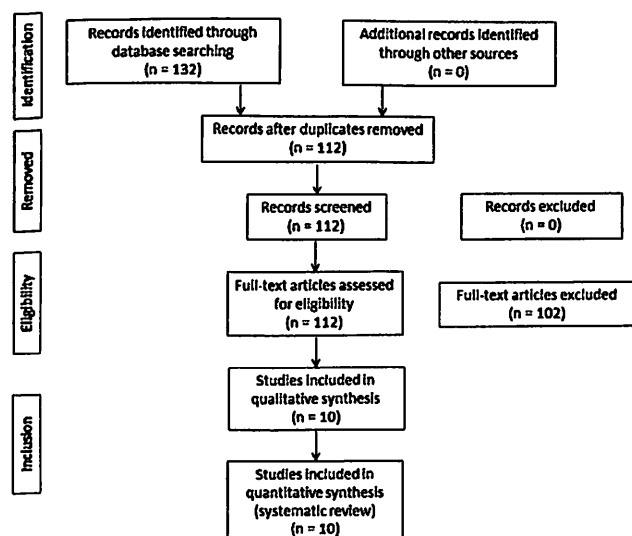 Identification
Records identified through
database searching
(n = 132)
Additional records identified
through other sources
(n = 0)
Records after duplicates removed
(n = 112)
Removed
Records screened
(n = 112)
Records excluded
(n = 0)
Eligibility
Full-text articles assessed
for eligibility
(n = 112)
Full-text articles excluded
(n = 102)
Inclusion
Studies included in
qualitative synthesis
(n = 10)
Studies included in
quantitative synthesis
(systematic review)
(n = 10)